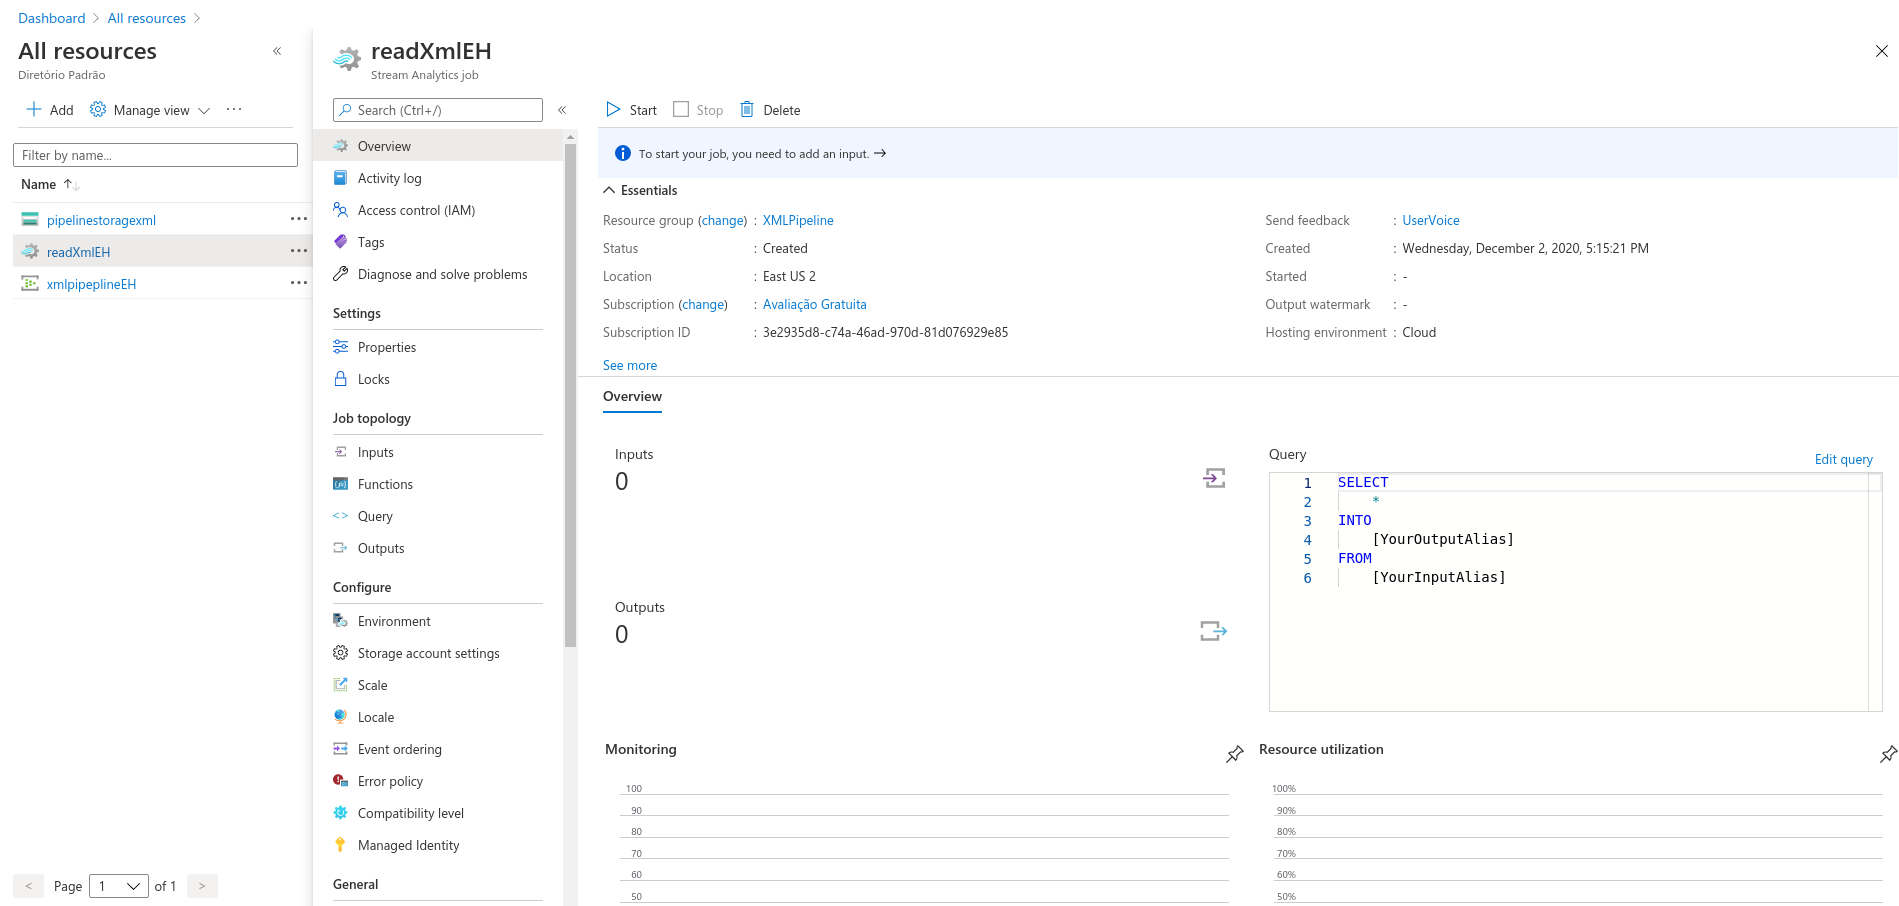 Dashboard > All resources >
All resources «
Diretório Padrão
+ Add Manage view ···
Filter by name...
Name ↑↓
pipelinestoragexml ···
readXmlEH ···
xmlpipeplineEH ···
< Page 1 of 1 >
readXmlEH
Stream Analytics job
Search (Ctrl+/) «
Overview
Activity log
Access control (IAM)
Tags
Diagnose and solve problems
Settings
Properties
Locks
Job topology
Inputs
Functions
Query
Outputs
Configure
Environment
Storage account settings
Scale
Locale
Event ordering
Error policy
Compatibility level
Managed Identity
General
Start Stop Delete
To start your job, you need to add an input. →
Essentials
Resource group (change) : XMLPipeline
Status : Created
Location : East US 2
Subscription (change) : Avaliação Gratuita
Subscription ID : 3e2935d8-c74a-46ad-970d-81d076929e85
Send feedback : UserVoice
Created : Wednesday, December 2, 2020, 5:15:21 PM
Started : -
Output watermark : -
Hosting environment : Cloud
See more
Overview
Inputs
0
Outputs
0
Query
Edit query
1 SELECT
2 *
3 INTO
4 [YourOutputAlias]
5 FROM
6 [YourInputAlias]
Monitoring
100
90
80
70
60
50
Resource utilization
100%
90%
80%
70%
60%
50%